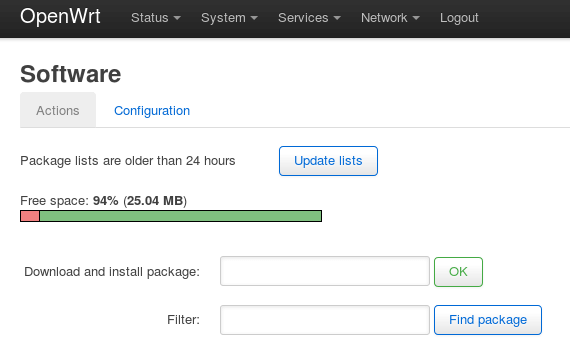 OpenWrt Status System Services Network Logout
Software
Actions Configuration
Package lists are older than 24 hours Update lists
Free space: 94% (25.04 MB)
Download and install package: OK
Filter: Find package